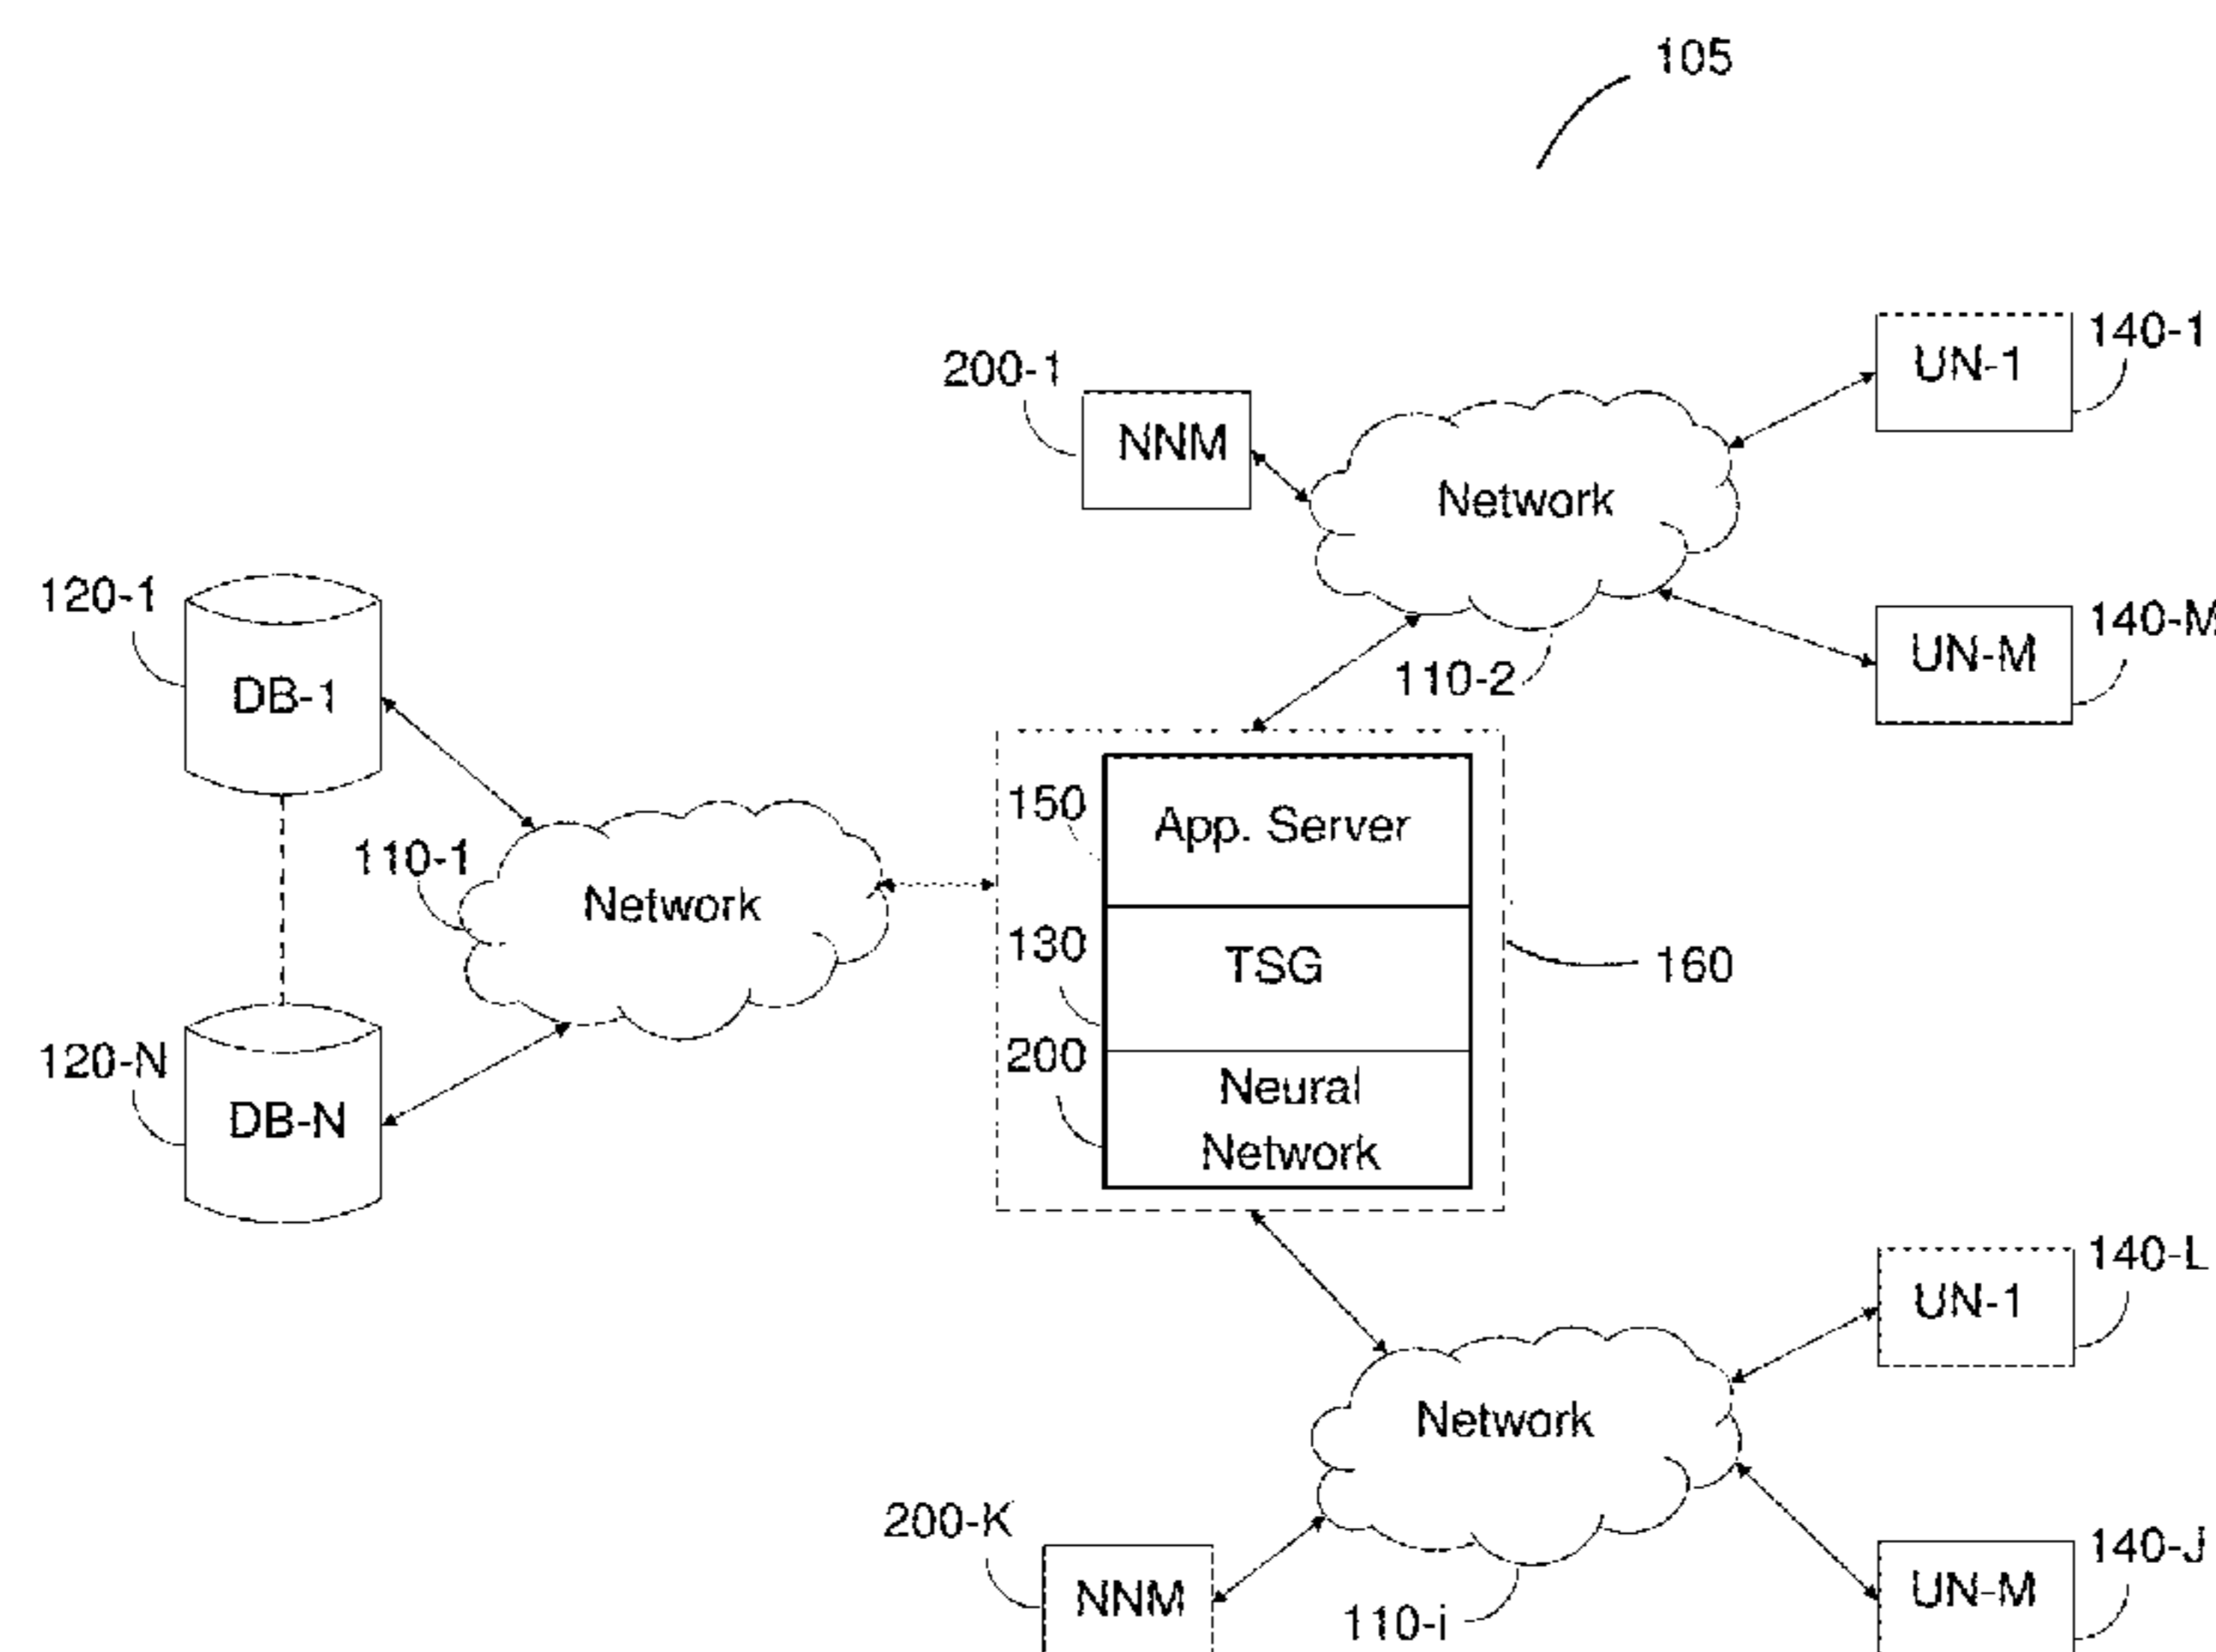 105
200-1
NNM
Network
UN-1
140-1
UN-M
140-M
110-2
120-1
DB-1
110-1
Network
120-N
DB-N
150
App. Server
130
TSG
160
200
Neural
Network
UN-1
140-L
Network
200-K
NNM
110-i
UN-M
140-J